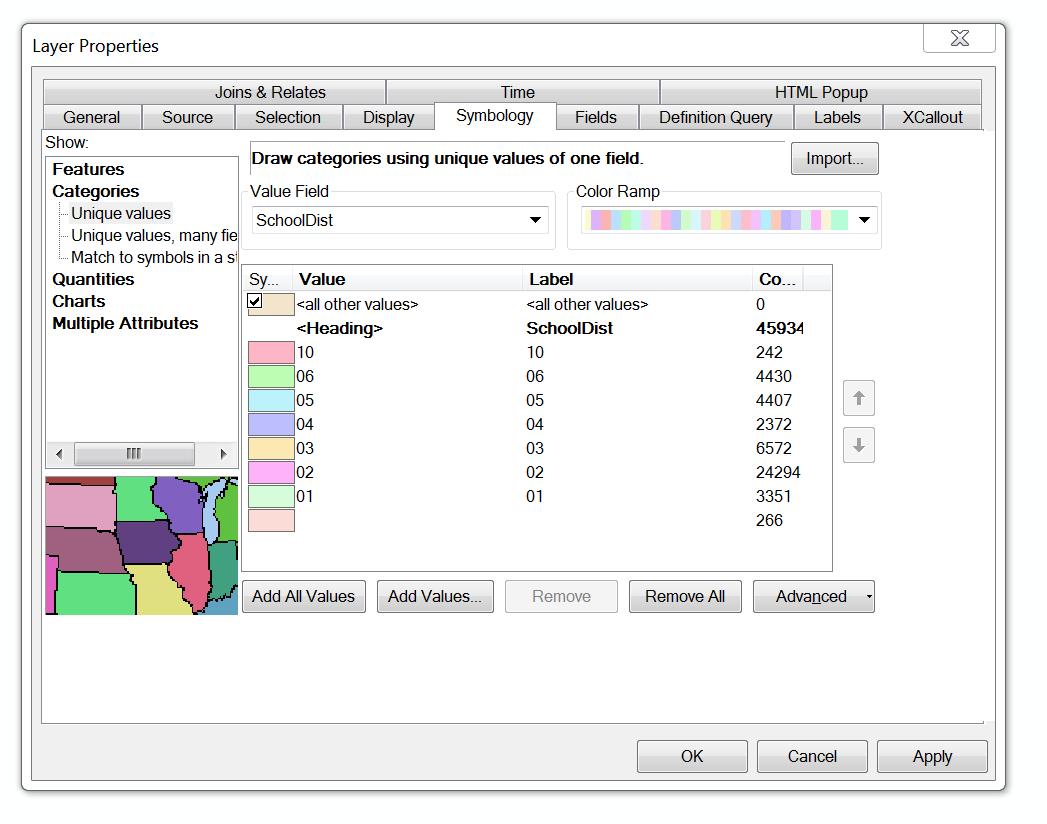 Layer Properties
Joins & Relates Time HTML Popup
General Source Selection Display Symbology Fields Definition Query Labels XCallout
Show:
Features
Categories
Unique values
Unique values, many fie
Match to symbols in a st
Quantities
Charts
Multiple Attributes
Draw categories using unique values of one field.
Import...
Value Field
SchoolDist
Color Ramp
Sy... Value Label Co...
<all other values> <all other values> 0
<Heading> SchoolDist 45934
10 10 242
06 06 4430
05 05 4407
04 04 2372
03 03 6572
02 02 24294
01 01 3351
266
Add All Values Add Values... Remove Remove All Advanced
OK Cancel Apply